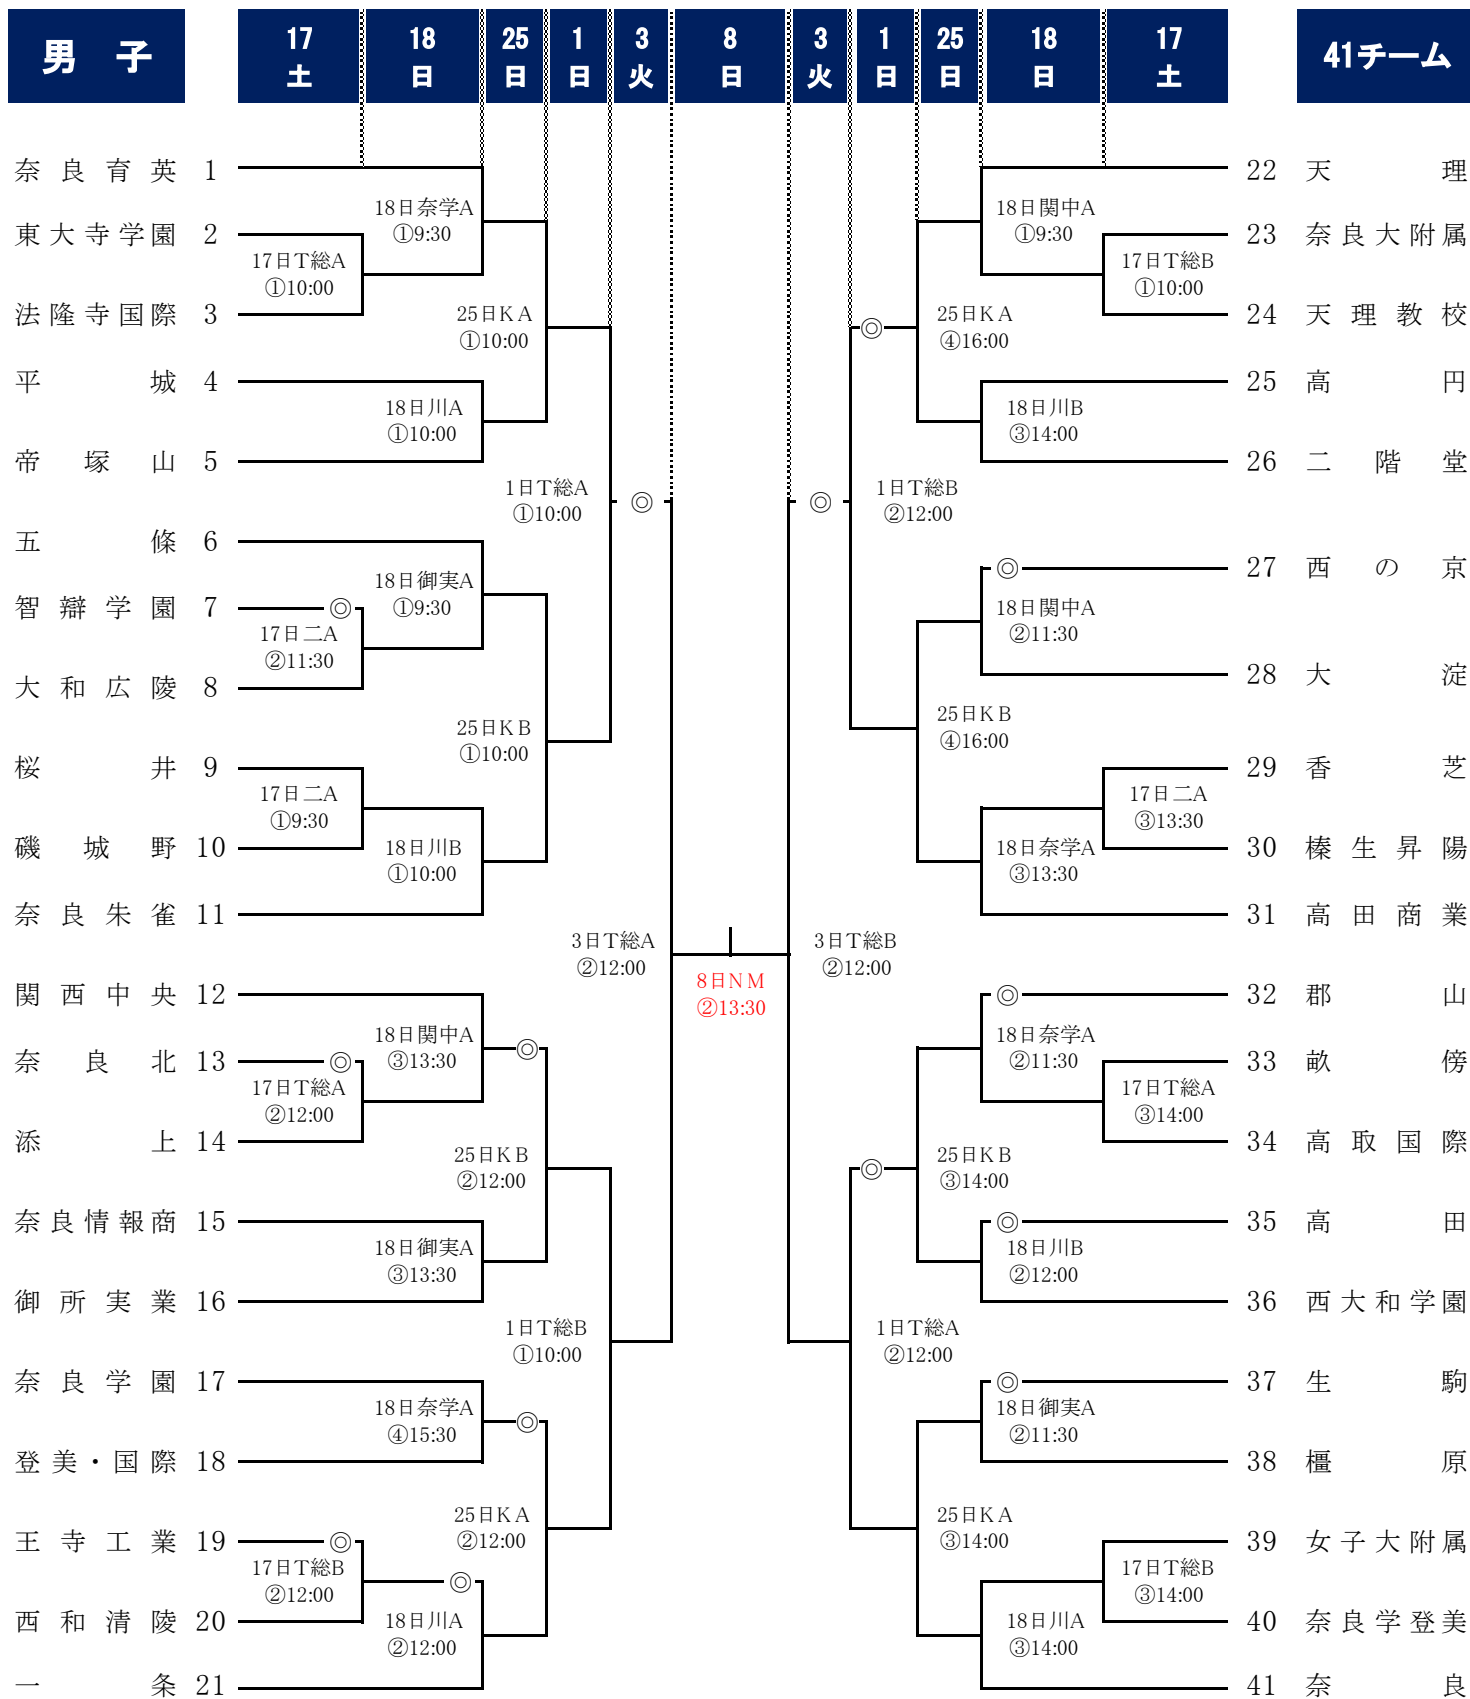 男 子
17 18 25 1 3 8 3 1 25 18 17
土 日 日 日 火 日 火 日 日 日 土
41チーム
奈良育英 1
東大寺学園 2
法隆寺国際 3
平城 4
帝塚山 5
五條 6
智辯学園 7
大和広陵 8
桜井 9
磯城野 10
奈良朱雀 11
関西中央 12
奈良北 13
添上 14
奈良情報商 15
御所実業 16
奈良学園 17
登美・国際 18
王寺工業 19
西和清陵 20
一条 21
17日T総A
①10:00
◎
17日二A
②11:30
17日二A
①9:30
◎
17日T総A
②12:00
◎
17日T総B
②12:00
18日奈学A
①9:30
18日川A
①10:00
18日御実A
①9:30
18日川B
①10:00
18日関中A
③13:30
18日御実A
③13:30
18日奈学A
④15:30
◎
18日川A
②12:00
25日KA
①10:00
25日KB
①10:00
◎
25日KB
②12:00
◎
25日KA
②12:00
1日T総A
①10:00
1日T総B
①10:00
◎
3日T総A
②12:00
8日NM
②13:30
◎
3日T総B
②12:00
◎
1日T総B
②12:00
◎
1日T総A
②12:00
25日KA
④16:00
25日KB
④16:00
25日KB
③14:00
25日KA
③14:00
18日関中A
①9:30
18日川B
③14:00
◎
18日関中A
②11:30
18日奈学A
③13:30
◎
18日奈学A
②11:30
◎
18日川B
②12:00
◎
18日御実A
②11:30
18日川A
③14:00
17日T総B
①10:00
17日二A
③13:30
17日T総A
③14:00
17日T総B
③14:00
22 天理
23 奈良大附属
24 天理教校
25 高円
26 二階堂
27 西の京
28 大淀
29 香芝
30 榛生昇陽
31 高田商業
32 郡山
33 畝傍
34 高取国際
35 高田
36 西大和学園
37 生駒
38 橿原
39 女子大附属
40 奈良学登美
41 奈良